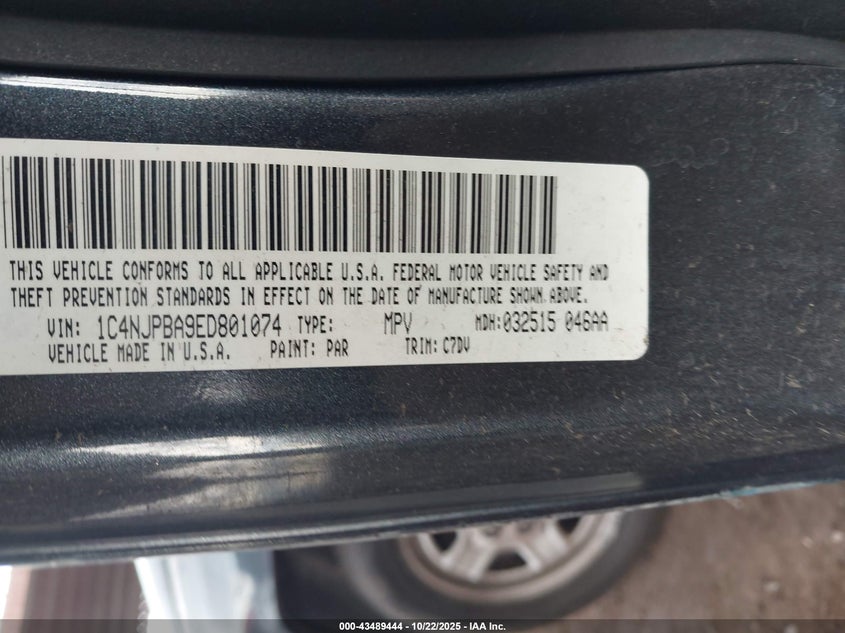 THIS VEHICLE CONFORMS TO ALL APPLICABLE U.S.A. FEDERAL MOTOR VEHICLE SAFETY AND
THEFT PREVENTION STANDARDS IN EFFECT ON THE DATE OF MANUFACTURE SHOWN ABOVE.
VIN: 1C4NJPBA9ED801074 TYPE: MPV MDH:032515 046AA
VEHICLE MADE IN U.S.A. PAINT: PAR TRIM: C7DV
000-43489444 - 10/22/2025 - IAA Inc.